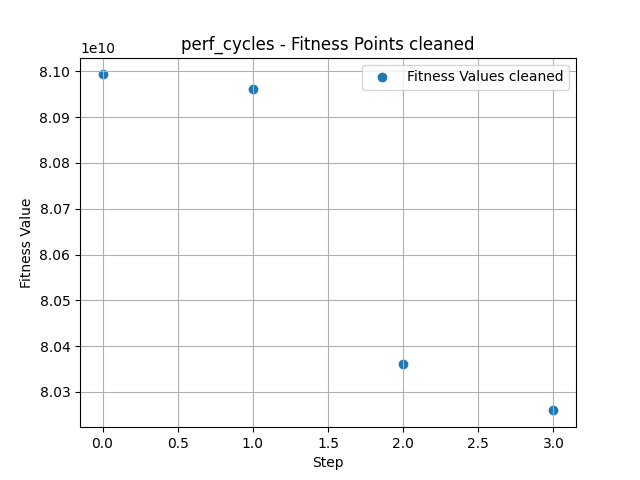 perf_cycles - Fitness Points cleaned
1e10
Fitness Values cleaned
8.10
8.09
8.08
8.07
8.06
8.05
8.04
8.03
Fitness Value
0.0 0.5 1.0 1.5 2.0 2.5 3.0
Step